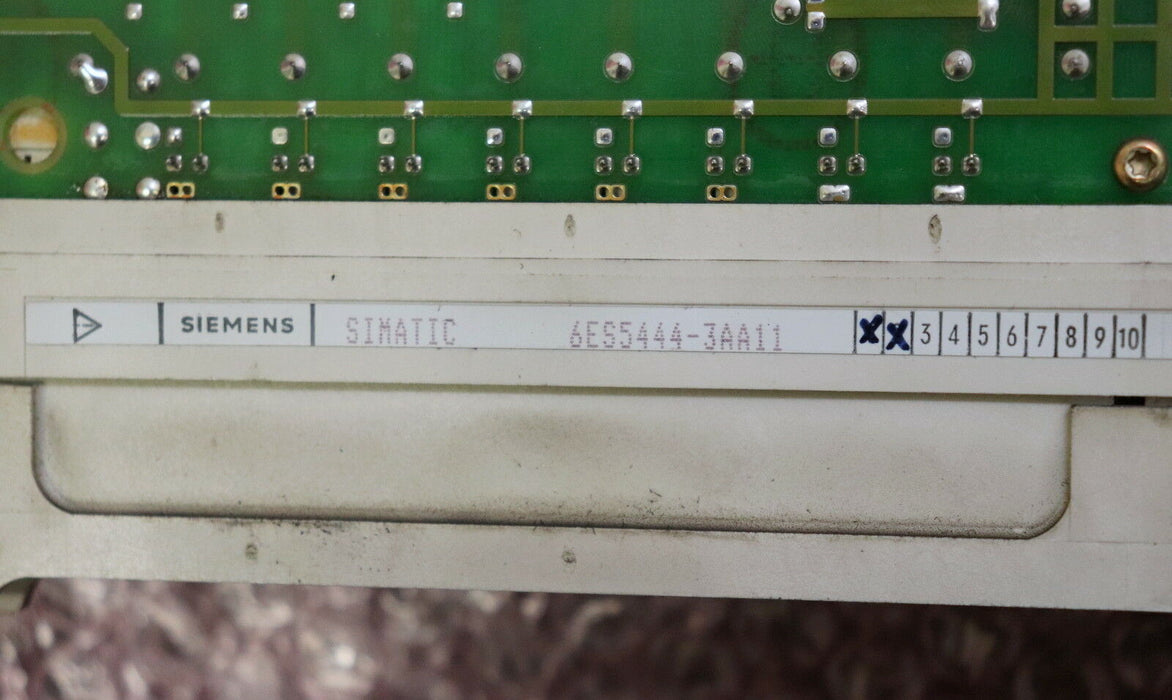 SIEMENS SIMATIC 6ES5444-3AA11 X X 3 4 5 6 7 8 9 10